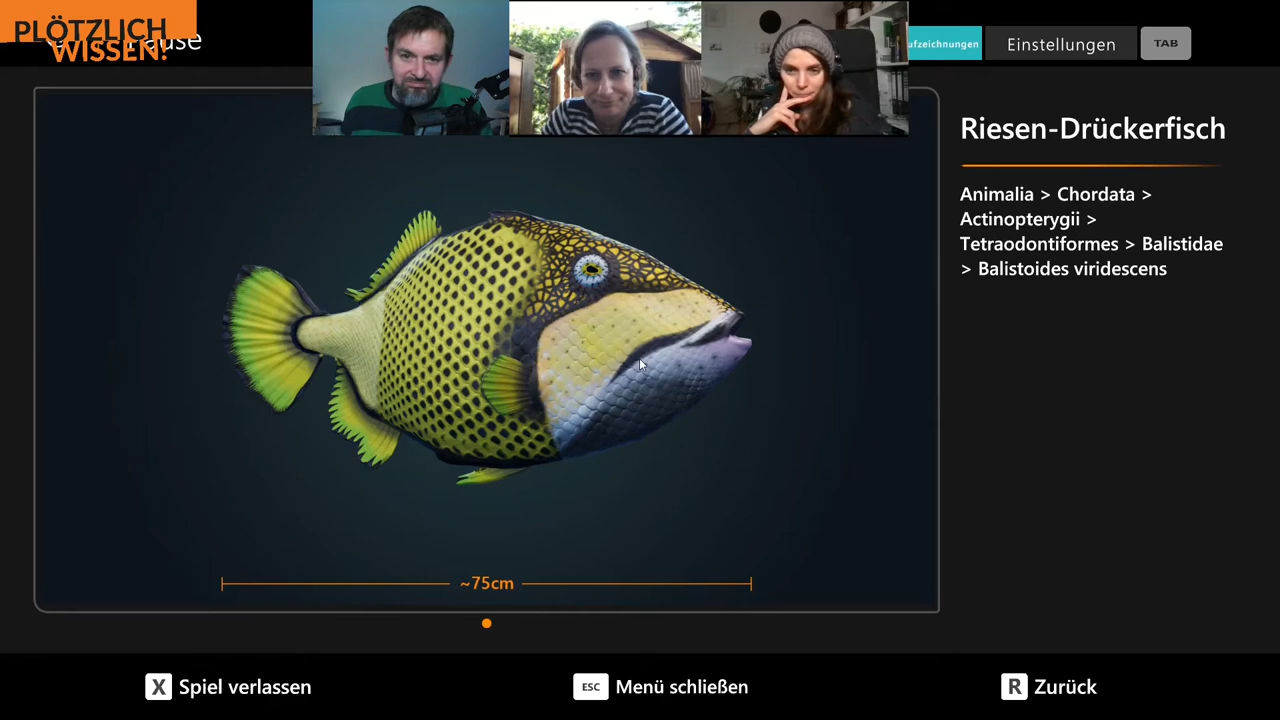 PLÖTZLICH
WISSEN!
ufzeichnungen
Einstellungen
TAB
Riesen-Drückerfisch
Animalia > Chordata >
Actinopterygii >
Tetraodontiformes > Balistidae
> Balistoides viridescens
~75cm
X Spiel verlassen
ESC Menü schließen
R Zurück